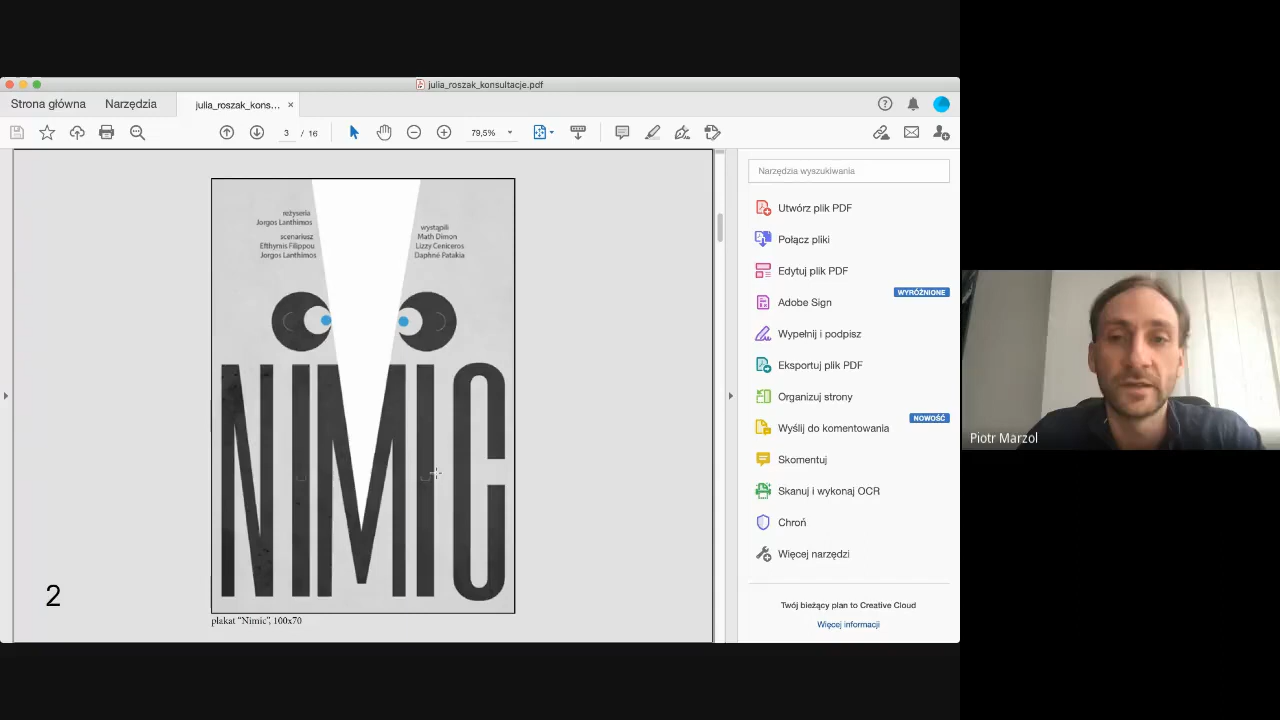 julia_roszak_konsultacje.pdf
Strona główna
Narzędzia
julia_roszak_kons... ×
3 / 16
79,5%
Narzędzia wyszukiwania
Utwórz plik PDF
Połącz pliki
Edytuj plik PDF
WYRÓŻNIONE
Adobe Sign
Wypełnij i podpisz
Eksportuj plik PDF
Organizuj strony
NOWOŚĆ
Wyślij do komentowania
Skomentuj
Skanuj i wykonaj OCR
Chroń
Więcej narzędzi
Twój bieżący plan to Creative Cloud
Więcej informacji
reżyseria
Jorgos Lanthimos
scenariusz
Efthymis Filippou
Jorgos Lanthimos
wystąpili
Math Dimon
Lizzy Ceniceros
Daphné Patakia
NIMIC
2
plakat "Nimic", 100x70
Piotr Marzol